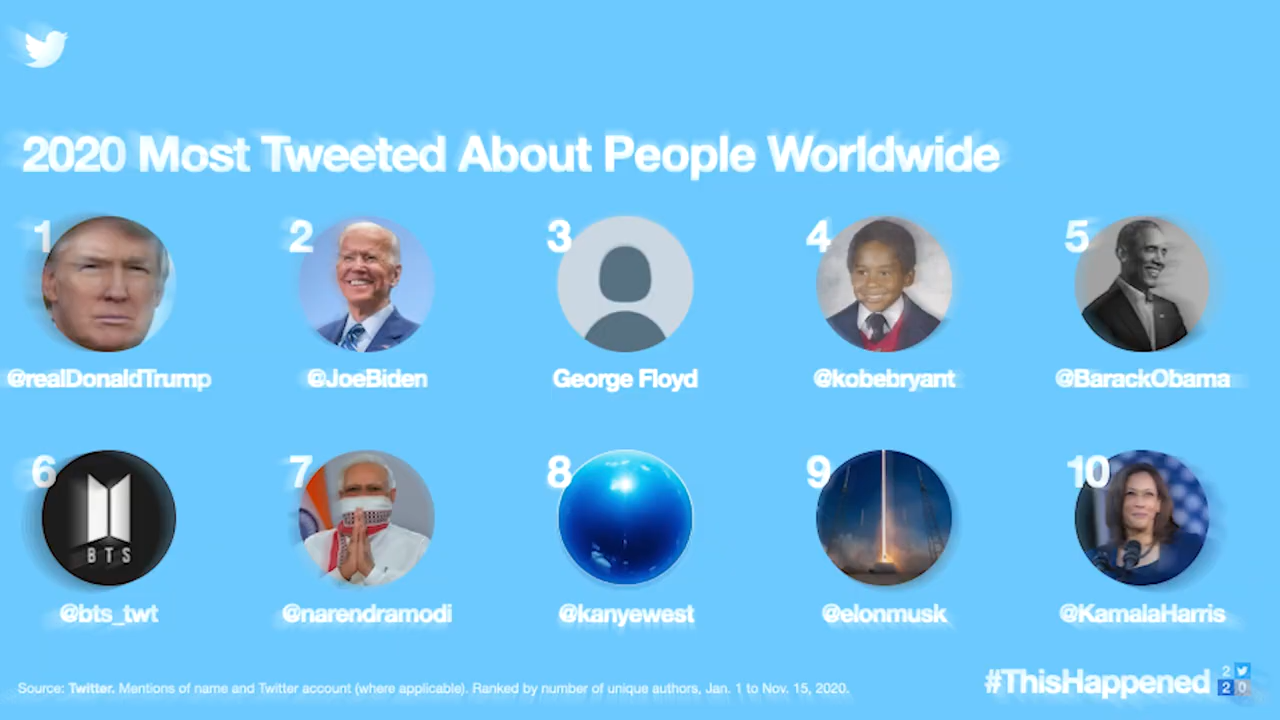 2020 Most Tweeted About People Worldwide
1 2 3 4 5
@realDonaldTrump @JoeBiden George Floyd @kobebryant @BarackObama
6 7 8 9 10
BTS
@bts_twt @narendramodi @kanyewest @elonmusk @KamalaHarris
Source: Twitter. Mentions of name and Twitter account (where applicable). Ranked by number of unique authors, Jan. 1 to Nov. 15, 2020.
#ThisHappened 2020